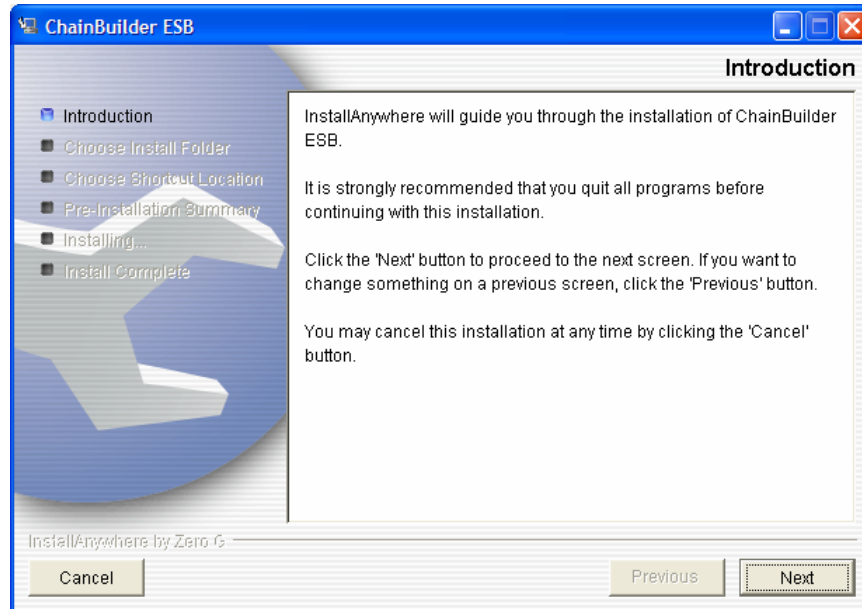 ChainBuilder ESB
Introduction
Introduction
Choose Install Folder
Choose Shortcut Location
Pre-Installation Summary
Installing...
Install Complete
InstallAnywhere will guide you through the installation of ChainBuilder
ESB.
It is strongly recommended that you quit all programs before
continuing with this installation.
Click the 'Next' button to proceed to the next screen. If you want to
change something on a previous screen, click the 'Previous' button.
You may cancel this installation at any time by clicking the 'Cancel'
button.
InstallAnywhere by Zero G
Cancel
Previous
Next